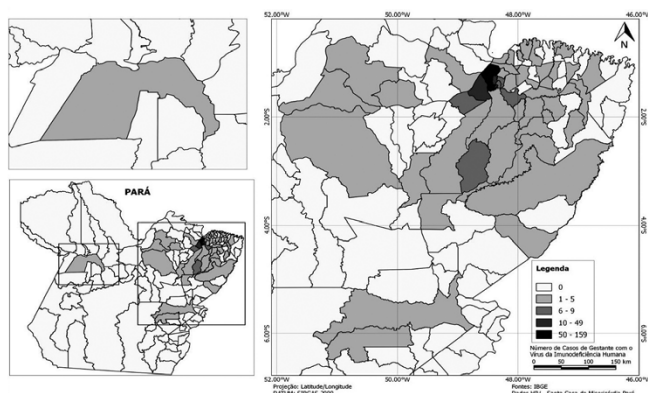 52.00°W 50.00°W 48.00°W 46.00°W
N
2.00°S
4.00°S
6.00°S
PARÁ
Legenda
0
1 - 5
6 - 9
10 - 49
50 - 159
Número de Casos de Gestante com o
Vírus da Imunodeficiência Humana
0 50 100 150 km
52.00°W 50.00°W 48.00°W 46.00°W
Projeção: Latitude/Longitude
Fontes: IBGE